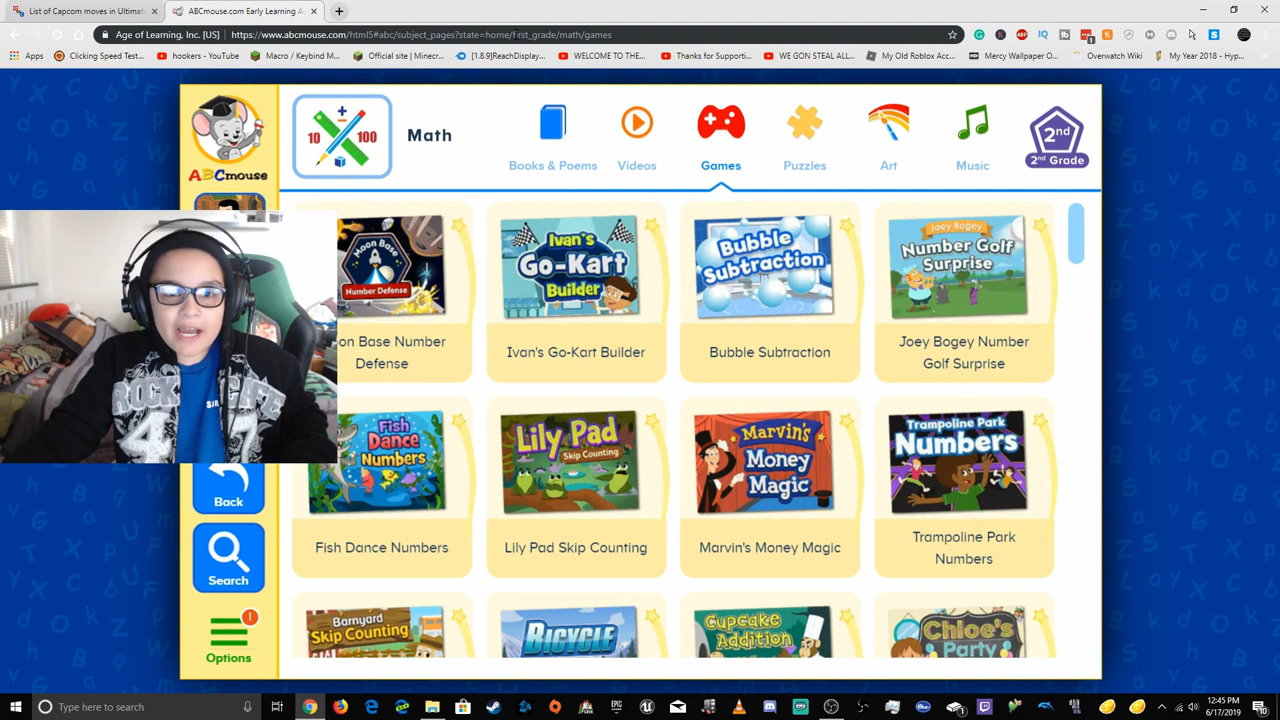 List of Capcom moves in Ultimate
ABCmouse.com Early Learning A
Age of Learning, Inc. [US] | https://www.abcmouse.com/html5#abc/subject_pages?state=home/first_grade/math/games
Apps
Clicking Speed Test...
hookers - YouTube
Macro / Keybind M...
Official site | Minecr...
[1.8.9]ReachDisplay...
WELCOME TO THE...
Thanks for Supporti...
WE GON STEAL ALL...
My Old Roblox Acc...
Mercy Wallpaper O...
Overwatch Wiki
My Year 2018 - Hyp...
ABCmouse
10 100
Math
Books & Poems
Videos
Games
Puzzles
Art
Music
2nd
2nd Grade
Moon Base
Number Defense
on Base Number
Defense
Ivan's
Go-Kart
Builder
Ivan's Go-Kart Builder
Bubble
Subtraction
Bubble Subtraction
Joey Bogey
Number Golf
Surprise
Joey Bogey Number
Golf Surprise
Fish
Dance
Numbers
Fish Dance Numbers
Lily Pad
Skip Counting
Lily Pad Skip Counting
Marvin's
Money
Magic
Marvin's Money Magic
Trampoline Park
Numbers
Trampoline Park
Numbers
Barnyard
Skip Counting
BICYCLE
Cupcake
Addition
Chloe's
Party
Back
Search
1
Options
ROCK
4 7
Type here to search
12:45 PM
6/17/2019